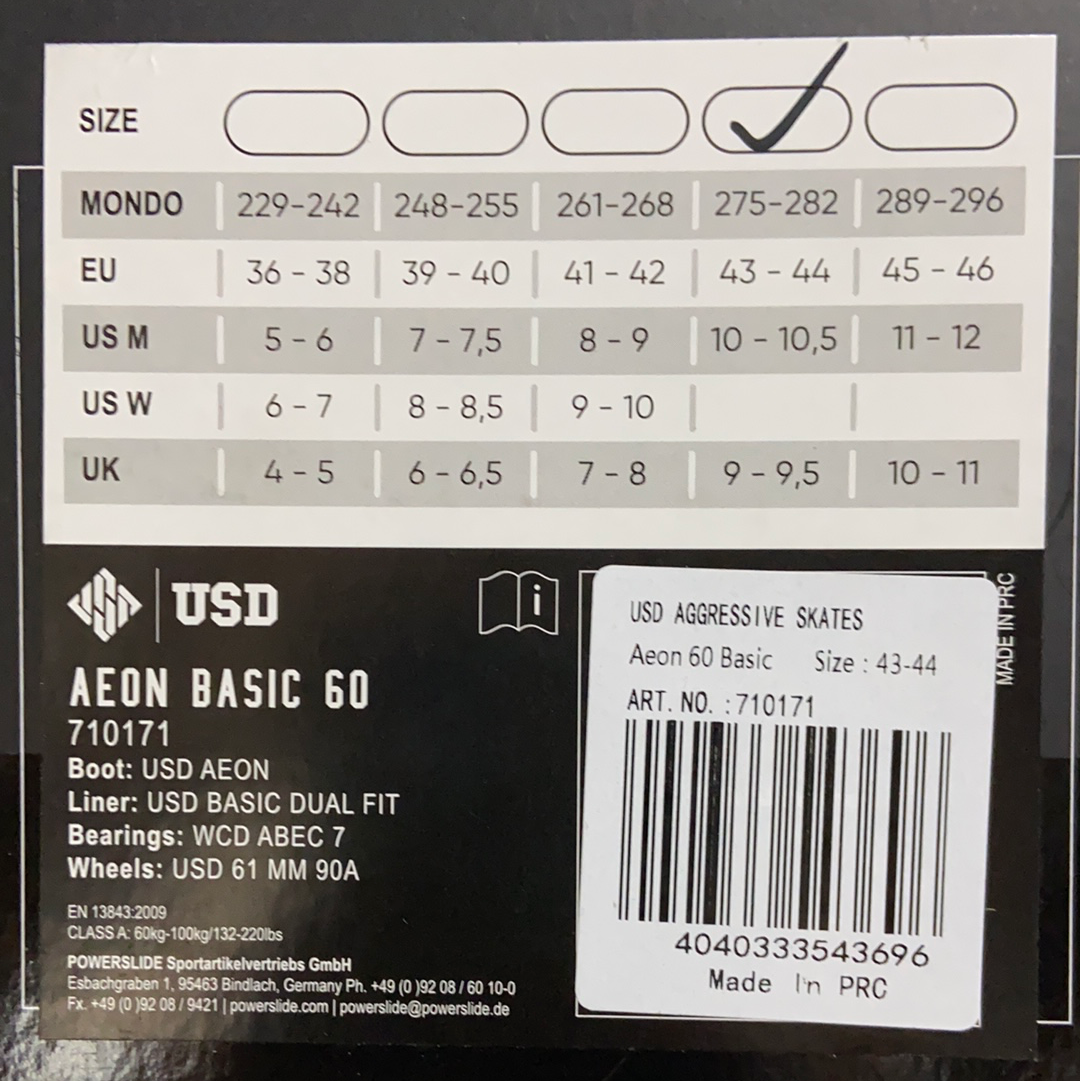 SIZE
MONDO 229-242 248-255 261-268 275-282 289-296
EU 36 - 38 39 - 40 41 - 42 43 - 44 45 - 46
US M 5 - 6 7 - 7,5 8 - 9 10 - 10,5 11 - 12
US W 6 - 7 8 - 8,5 9 - 10
UK 4 - 5 6 - 6,5 7 - 8 9 - 9,5 10 - 11
USD USD
i
AEON BASIC 60
710171
Boot: USD AEON
Liner: USD BASIC DUAL FIT
Bearings: WCD ABEC 7
Wheels: USD 61 MM 90A
EN 13843:2009
CLASS A: 60kg-100kg/132-220lbs
POWERSLIDE Sportartikelvertriebs GmbH
Esbachgraben 1, 95463 Bindlach, Germany Ph. +49 (0 )92 08 / 60 10-0
Fx. +49 (0 )92 08 / 9421 | powerslide.com | powerslide@powerslide.de
USD AGGRESSIVE SKATES
Aeon 60 Basic Size : 43-44
ART. NO. : 710171
4040333543696
Made In PRC
MADE IN PRC